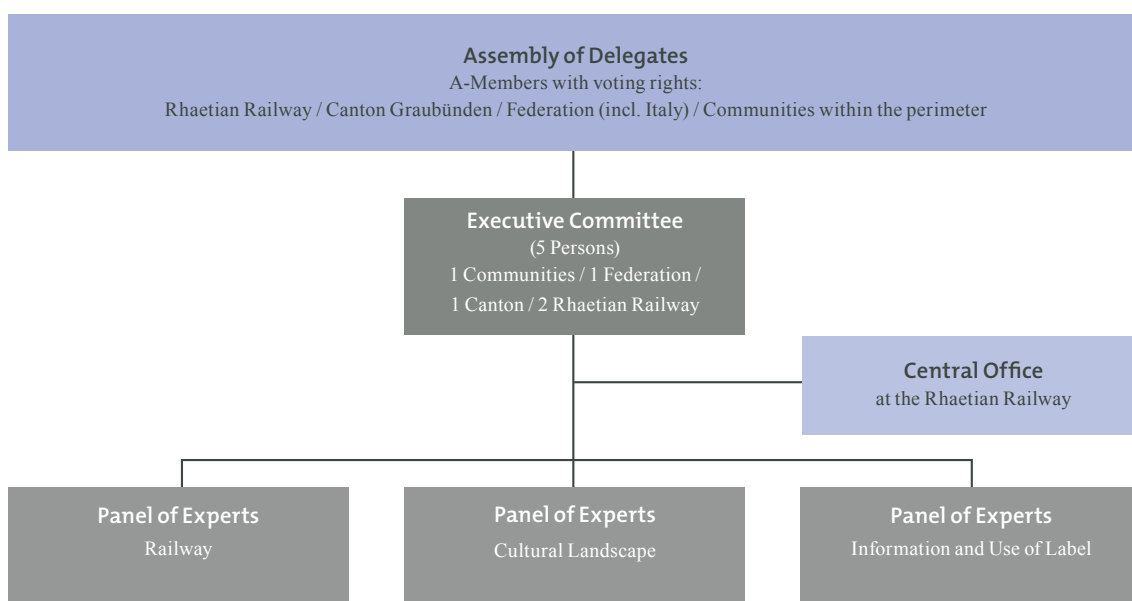 Assembly of Delegates
A-Members with voting rights:
Rhaetian Railway / Canton Graubünden / Federation (incl. Italy) / Communities within the perimeter
Executive Committee
(5 Persons)
1 Communities / 1 Federation /
1 Canton / 2 Rhaetian Railway
Central Office
at the Rhaetian Railway
Panel of Experts
Railway
Panel of Experts
Cultural Landscape
Panel of Experts
Information and Use of Label